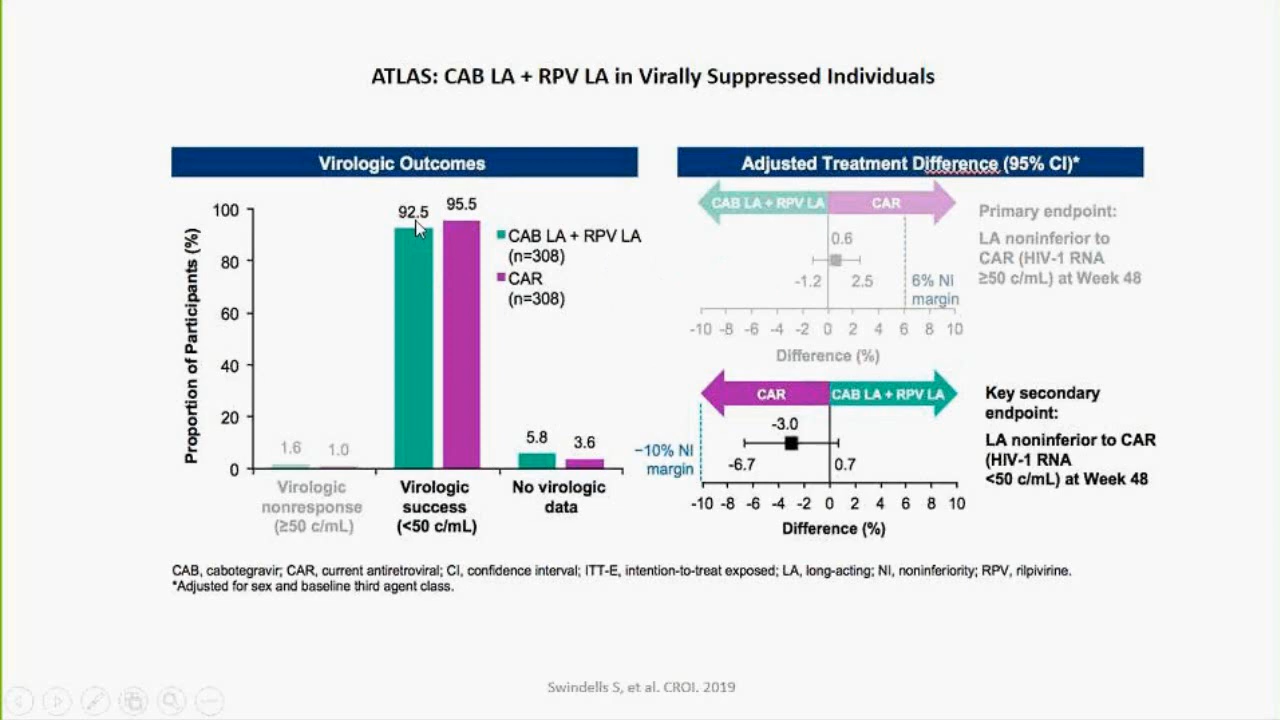 ATLAS: CAB LA + RPV LA in Virally Suppressed Individuals
Virologic Outcomes
Proportion of Participants (%)
100
80
60
40
20
0
1.6
1.0
92.5
95.5
5.8
3.6
CAB LA + RPV LA
(n=308)
CAR
(n=308)
Virologic
nonresponse
(≥50 c/mL)
Virologic
success
(<50 c/mL)
No virologic
data
Adjusted Treatment Difference (95% CI)*
CAB LA + RPV LA
CAR
0.6
-1.2
2.5
6% NI
margin
-10 -8 -6 -4 -2 0 2 4 6 8 10
Difference (%)
Primary endpoint:
LA noninferior to
CAR (HIV-1 RNA
≥50 c/mL) at Week 48
CAR
CAB LA + RPV LA
-3.0
-6.7
0.7
−10% NI
margin
-10 -8 -6 -4 -2 0 2 4 6 8 10
Difference (%)
Key secondary
endpoint:
LA noninferior to CAR
(HIV-1 RNA
<50 c/mL) at Week 48
CAB, cabotegravir; CAR, current antiretroviral; CI, confidence interval; ITT-E, intention-to-treat exposed; LA, long-acting; NI, noninferiority; RPV, rilpivirine.
*Adjusted for sex and baseline third agent class.
Swindells S, et al. CROI. 2019